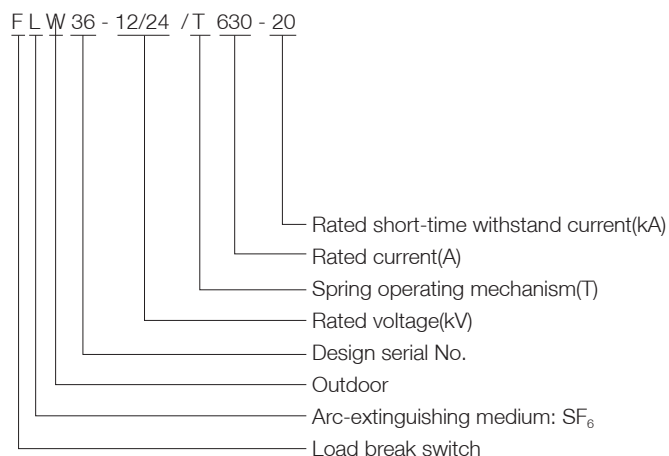 F L W 36 - 12/24 / T 630 - 20
Rated short-time withstand current(kA)
Rated current(A)
Spring operating mechanism(T)
Rated voltage(kV)
Design serial No.
Outdoor
Arc-extinguishing medium: SF₆
Load break switch